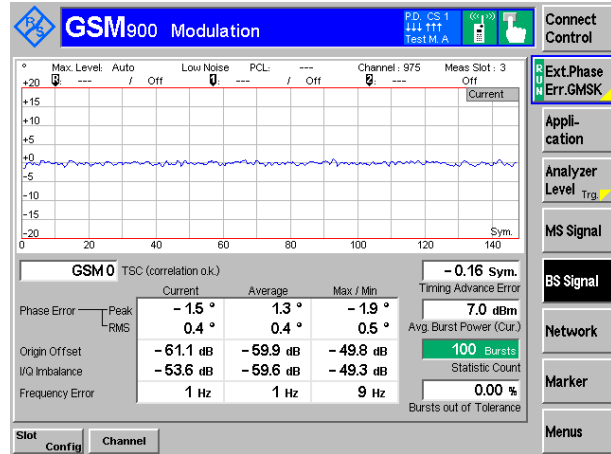 R S
GSM900 Modulation
P.D. CS 1
Test M. A
Connect Control
° Max. Level: Auto Low Noise PCL: --- Channel : 975 Meas Slot : 3
--- / Off --- / Off --- Off
Current
+20
+15
+10
+5
+0
-5
-10
-15
-20
Sym.
0 20 40 60 80 100 120 140
RUN Ext.Phase Err.GMSK
Appli-
cation
Analyzer
Level Trg.
MS Signal
BS Signal
Network
Marker
Menus
GSM 0 TSC (correlation o.k.)
– 0.16 Sym.
Timing Advance Error
Current Average Max / Min
Phase Error Peak – 1.5 ° 1.3 ° – 1.9 °
RMS 0.4 ° 0.4 ° 0.5 °
7.0 dBm
Avg. Burst Power (Cur.)
Origin Offset – 61.1 dB – 59.9 dB – 49.8 dB
I/Q Imbalance – 53.6 dB – 59.6 dB – 49.3 dB
Frequency Error 1 Hz 1 Hz 9 Hz
100 Bursts
Statistic Count
0.00 %
Bursts out of Tolerance
Slot Config
Channel